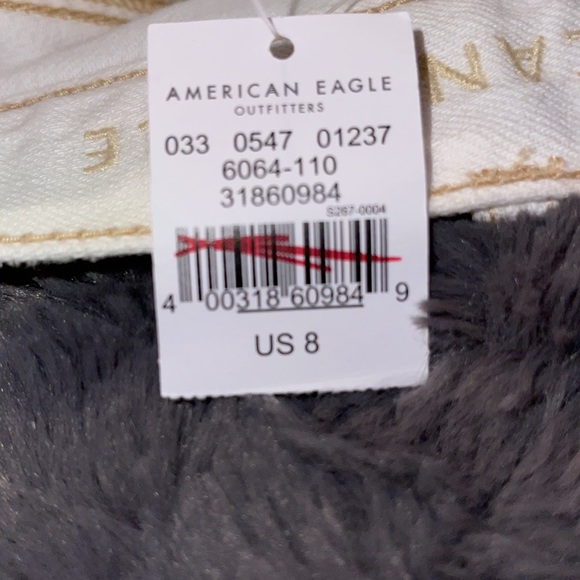 AMERICAN EAGLE
OUTFITTERS
033 0547 01237
6064-110
31860984
S267-0004
4 00318 60984 9
US 8